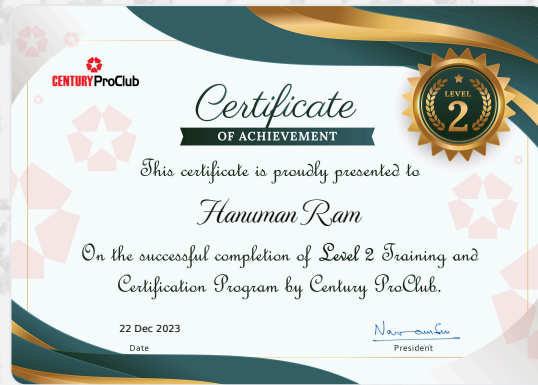 CENTURY ProClub
Certificate
OF ACHIEVEMENT
LEVEL
2
This certificate is proudly presented to
Hanuman Ram
On the successful completion of Level 2 Training and
Certification Program by Century ProClub.
22 Dec 2023
Date
President